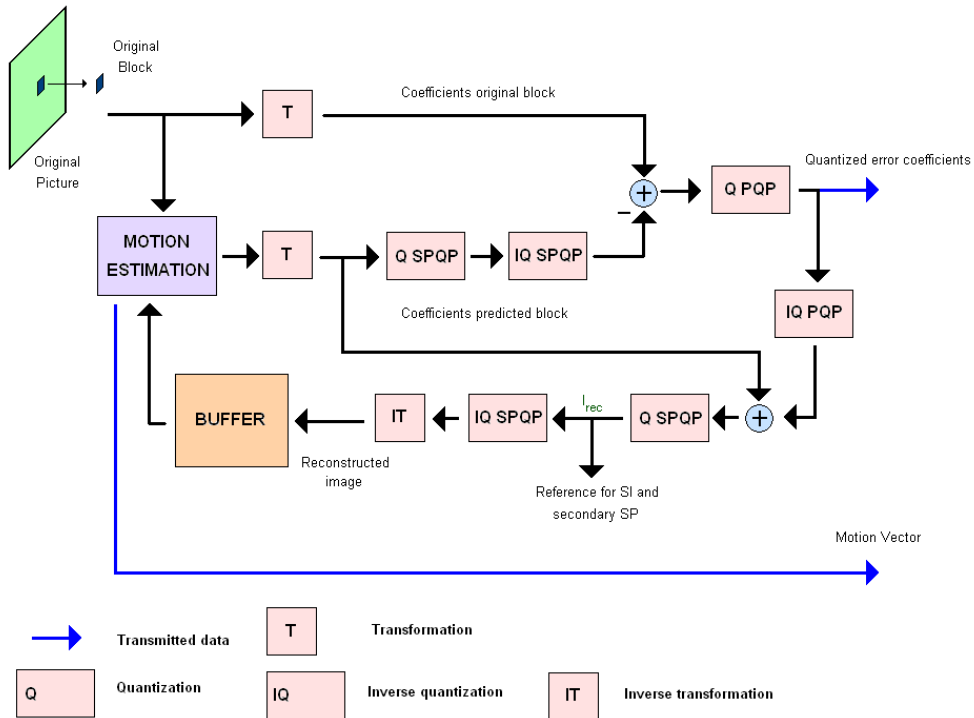 Original
Block
Original
Picture
T
Coefficients original block
+
−
Q PQP
Quantized error coefficients
MOTION
ESTIMATION
T
Q SPQP
IQ SPQP
Coefficients predicted block
IQ PQP
BUFFER
Reconstructed
image
IT
IQ SPQP
Irec
Q SPQP
+
Reference for SI and
secondary SP
Motion Vector
Transmitted data
T
Transformation
Q
Quantization
IQ
Inverse quantization
IT
Inverse transformation